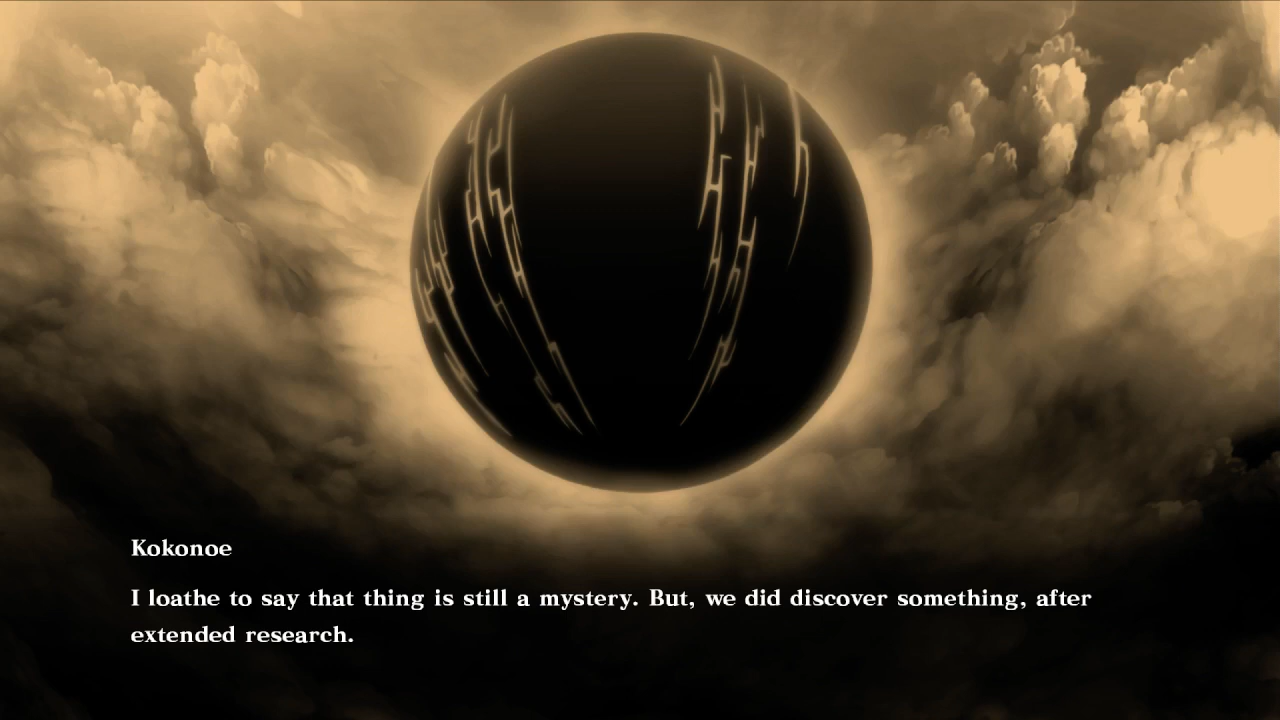 Kokonoe
I loathe to say that thing is still a mystery. But, we did discover something, after
extended research.